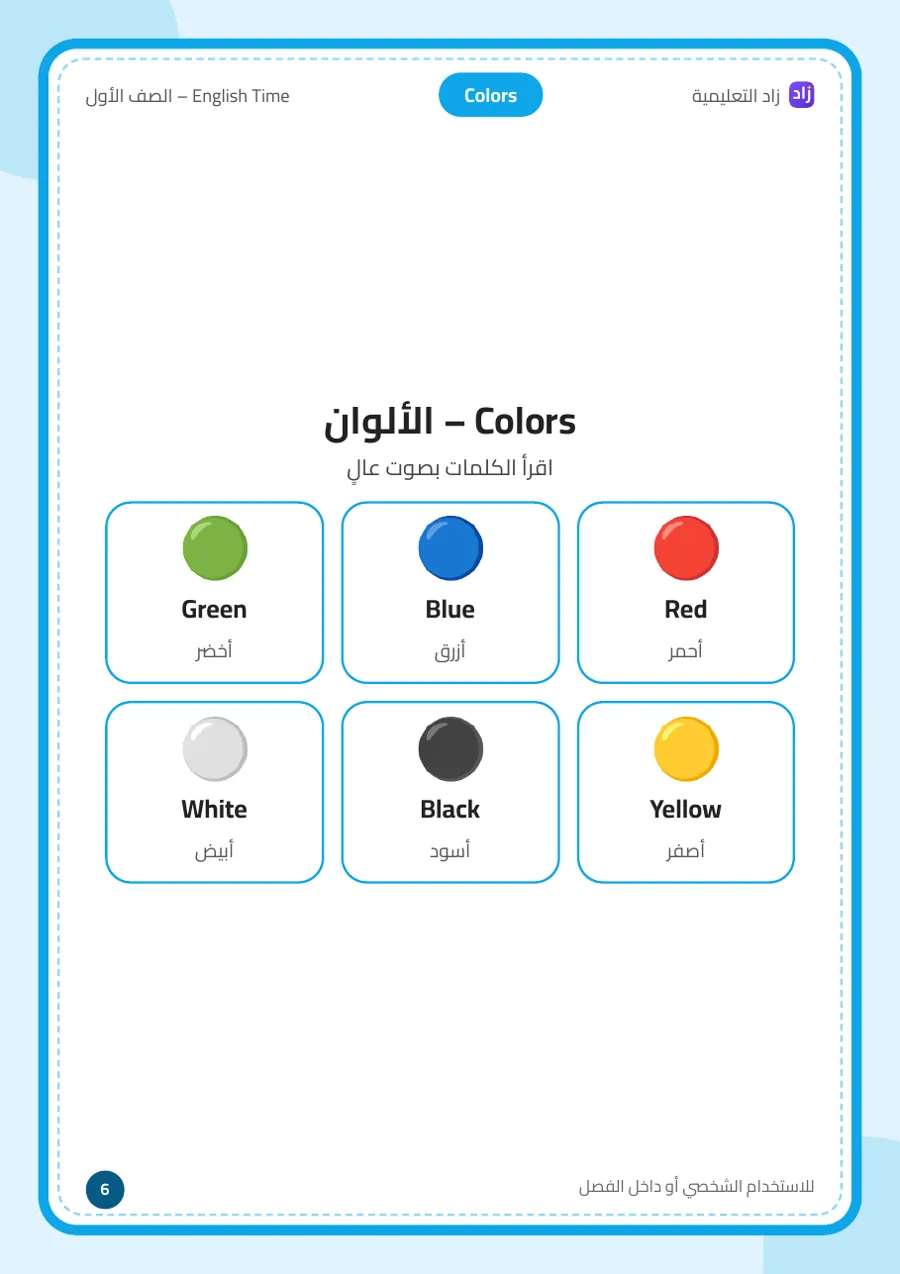 زاد زاد التعليمية
Colors
English Time – الصف الأول
Colors – الألوان
اقرأ الكلمات بصوت عالٍ
Red
أحمر
Blue
أزرق
Green
أخضر
Yellow
أصفر
Black
أسود
White
أبيض
للاستخدام الشخصي أو داخل الفصل
6